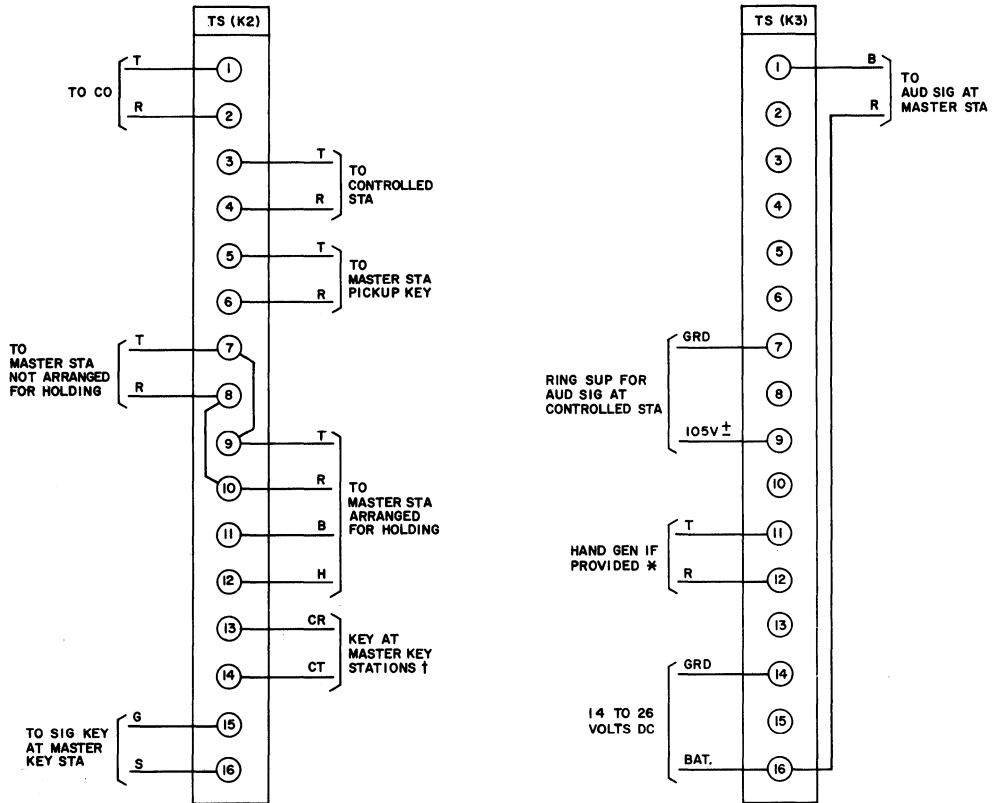 TS (K2)
TO CO
T
1
R
2
3
T
4
R
TO
CONTROLLED
STA
5
T
6
R
TO
MASTER STA
PICKUP KEY
TO
MASTER STA
NOT ARRANGED
FOR HOLDING
T
7
R
8
9
T
10
R
11
B
12
H
TO
MASTER STA
ARRANGED
FOR HOLDING
13
CR
14
CT
KEY AT
MASTER KEY
STATIONS †
TO SIG KEY
AT MASTER
KEY STA
G
15
S
16
TS (K3)
1
B
2
R
TO
AUD SIG AT
MASTER STA
3
4
5
6
RING SUP FOR
AUD SIG AT
CONTROLLED STA
GRD
7
8
105V ±
9
10
HAND GEN IF
PROVIDED *
T
11
R
12
13
14 TO 26
VOLTS DC
GRD
14
15
BAT.
16